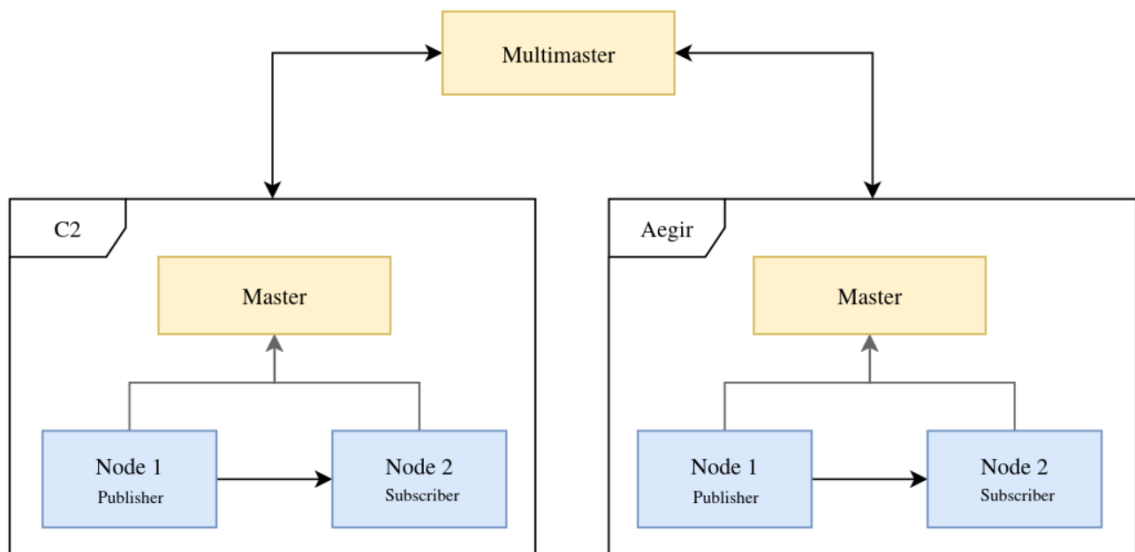 Multimaster
C2
Master
Node 1
Publisher
Node 2
Subscriber
Aegir
Master
Node 1
Publisher
Node 2
Subscriber